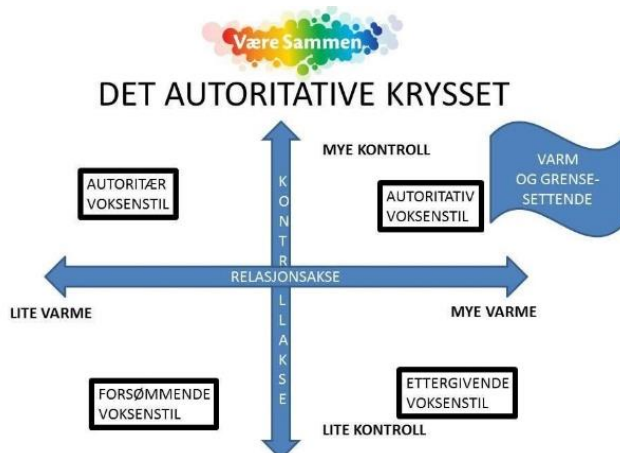 Være Sammen
DET AUTORITATIVE KRYSSET
MYE KONTROLL
VARM
OG GRENSE-
SETTENDE
AUTORITÆR
VOKSENSTIL
AUTORITATIV
VOKSENSTIL
KONTROLLAKSE
RELASJONSAKSE
LITE VARME
MYE VARME
FORSØMMENDE
VOKSENSTIL
ETTERGIVENDE
VOKSENSTIL
LITE KONTROLL